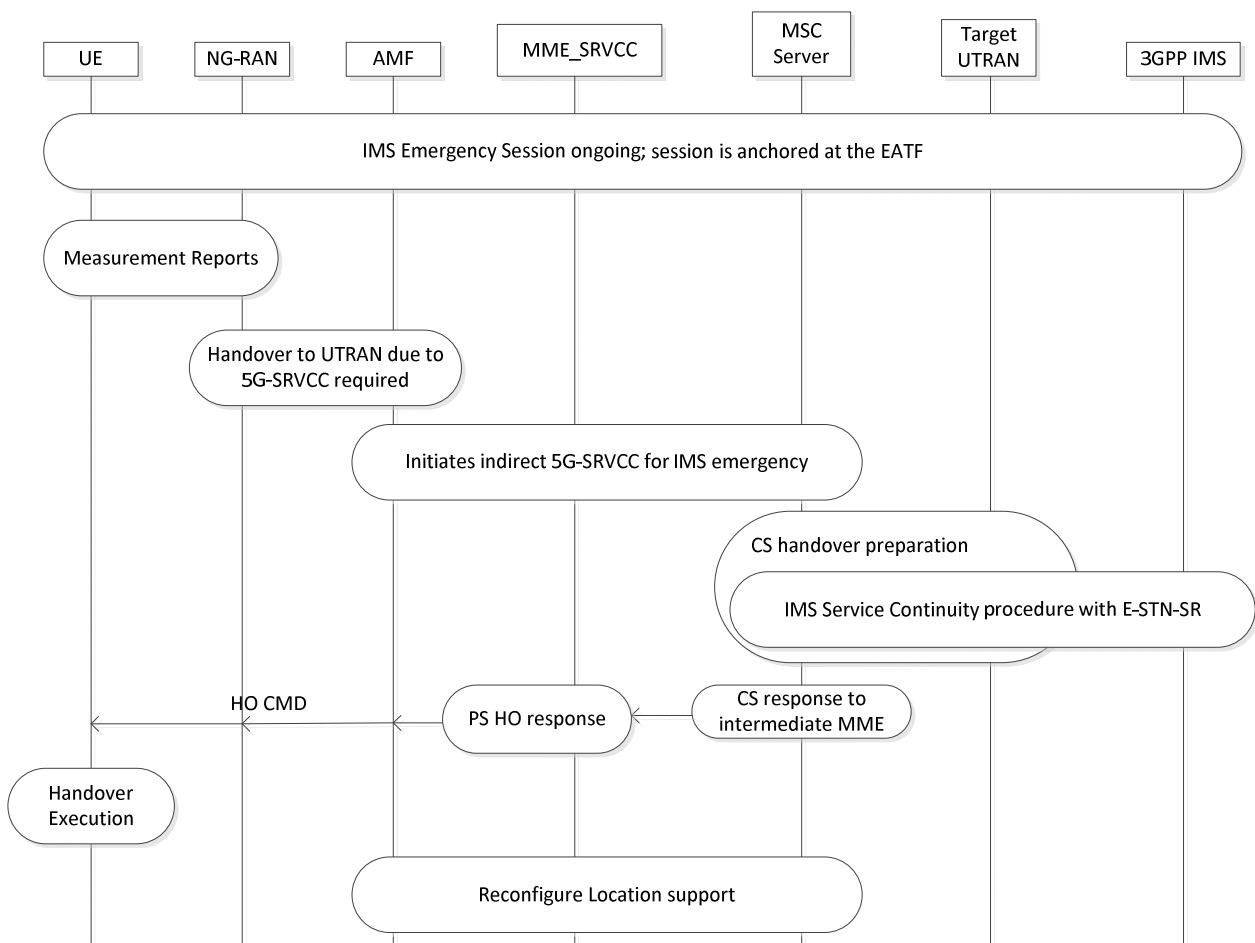 UE
NG-RAN
AMF
MME_SRVCC
MSC
Server
Target
UTRAN
3GPP IMS
IMS Emergency Session ongoing; session is anchored at the EATF
Measurement Reports
Handover to UTRAN due to
5G-SRVCC required
Initiates indirect 5G-SRVCC for IMS emergency
CS handover preparation
IMS Service Continuity procedure with E-STN-SR
HO CMD
PS HO response
CS response to
intermediate MME
Handover
Execution
Reconfigure Location support